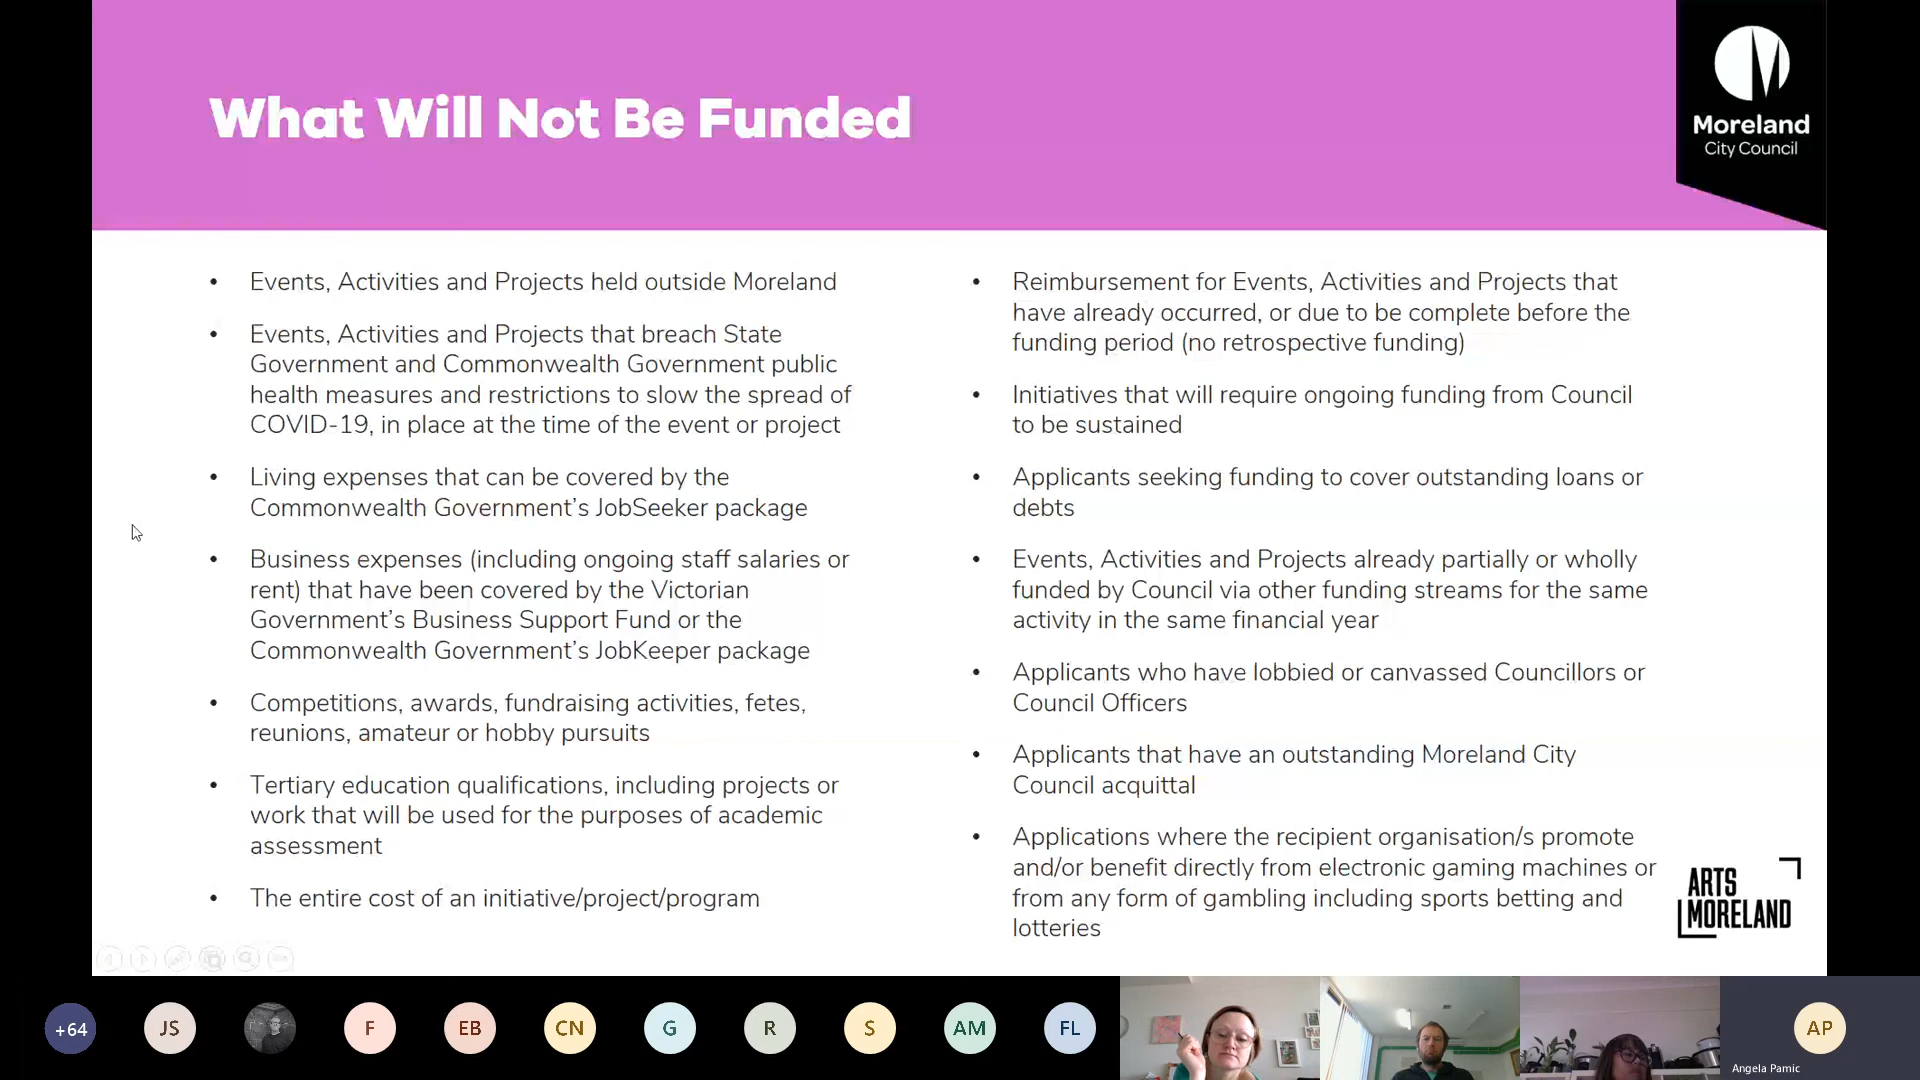 What Will Not Be Funded
Moreland
City Council
• Events, Activities and Projects held outside Moreland
• Events, Activities and Projects that breach State
Government and Commonwealth Government public
health measures and restrictions to slow the spread of
COVID-19, in place at the time of the event or project
• Living expenses that can be covered by the
Commonwealth Government’s JobSeeker package
• Business expenses (including ongoing staff salaries or
rent) that have been covered by the Victorian
Government’s Business Support Fund or the
Commonwealth Government’s JobKeeper package
• Competitions, awards, fundraising activities, fetes,
reunions, amateur or hobby pursuits
• Tertiary education qualifications, including projects or
work that will be used for the purposes of academic
assessment
• The entire cost of an initiative/project/program
• Reimbursement for Events, Activities and Projects that
have already occurred, or due to be complete before the
funding period (no retrospective funding)
• Initiatives that will require ongoing funding from Council
to be sustained
• Applicants seeking funding to cover outstanding loans or
debts
• Events, Activities and Projects already partially or wholly
funded by Council via other funding streams for the same
activity in the same financial year
• Applicants who have lobbied or canvassed Councillors or
Council Officers
• Applicants that have an outstanding Moreland City
Council acquittal
• Applications where the recipient organisation/s promote
and/or benefit directly from electronic gaming machines or
from any form of gambling including sports betting and
lotteries
ARTS
MORELAND
+64
JS
F
EB
CN
G
R
S
AM
FL
AP
Angela Pamic